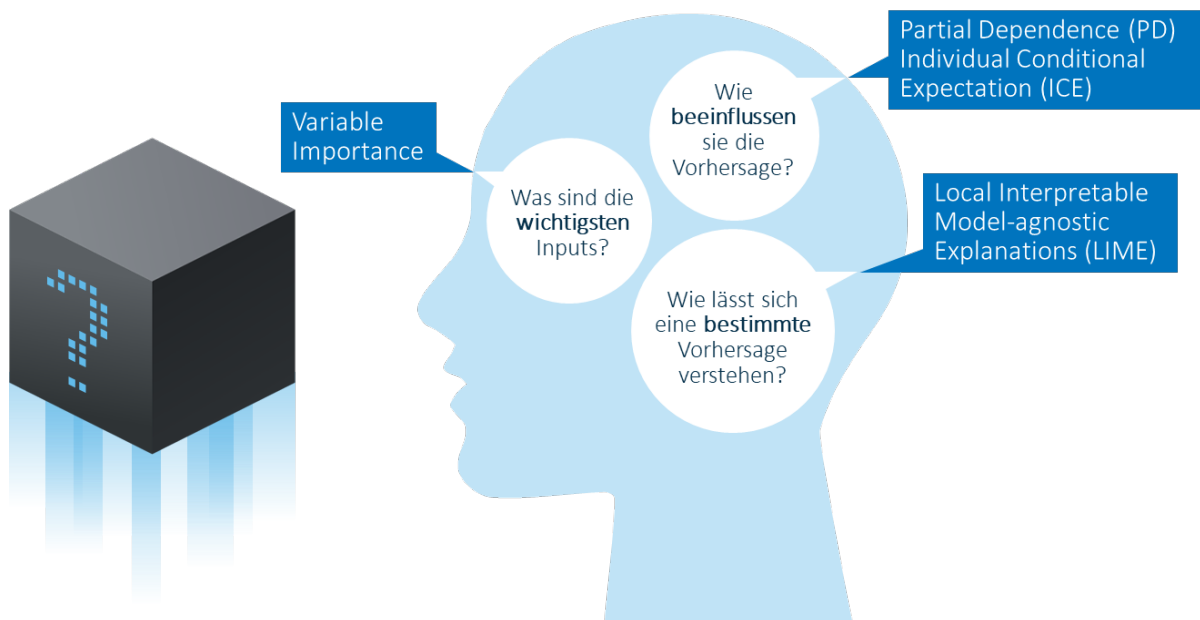 Variable
Importance
Was sind die
wichtigsten
Inputs?
Partial Dependence (PD)
Individual Conditional
Expectation (ICE)
Wie
beeinflussen
sie die
Vorhersage?
Local Interpretable
Model-agnostic
Explanations (LIME)
Wie lässt sich
eine bestimmte
Vorhersage
verstehen?
?